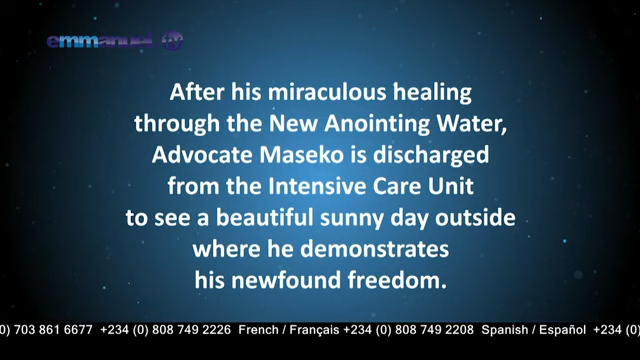 emmanuel tv
After his miraculous healing
through the New Anointing Water,
Advocate Maseko is discharged
from the Intensive Care Unit
to see a beautiful sunny day outside
where he demonstrates
his newfound freedom.
0) 703 861 6677 +234 (0) 808 749 2226 French / Français +234 (0) 808 749 2208 Spanish / Español +234 (0)